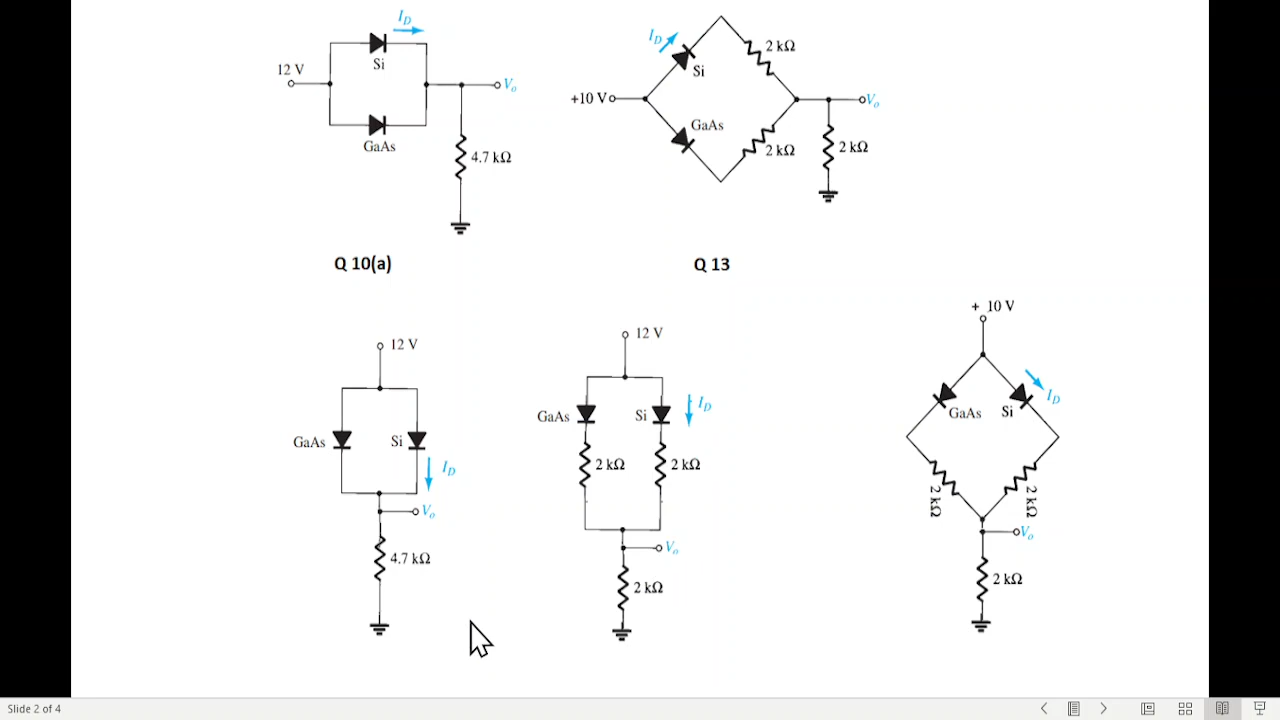 I_D
Si
12 V
V_o
GaAs
4.7 kΩ
Q 10(a)
I_D
2 kΩ
Si
+10 V
V_o
GaAs
2 kΩ
2 kΩ
Q 13
12 V
GaAs
Si
I_D
V_o
4.7 kΩ
12 V
GaAs
Si
I_D
2 kΩ
2 kΩ
V_o
2 kΩ
+ 10 V
I_D
GaAs
Si
2 kΩ
2 kΩ
V_o
2 kΩ
Slide 2 of 4